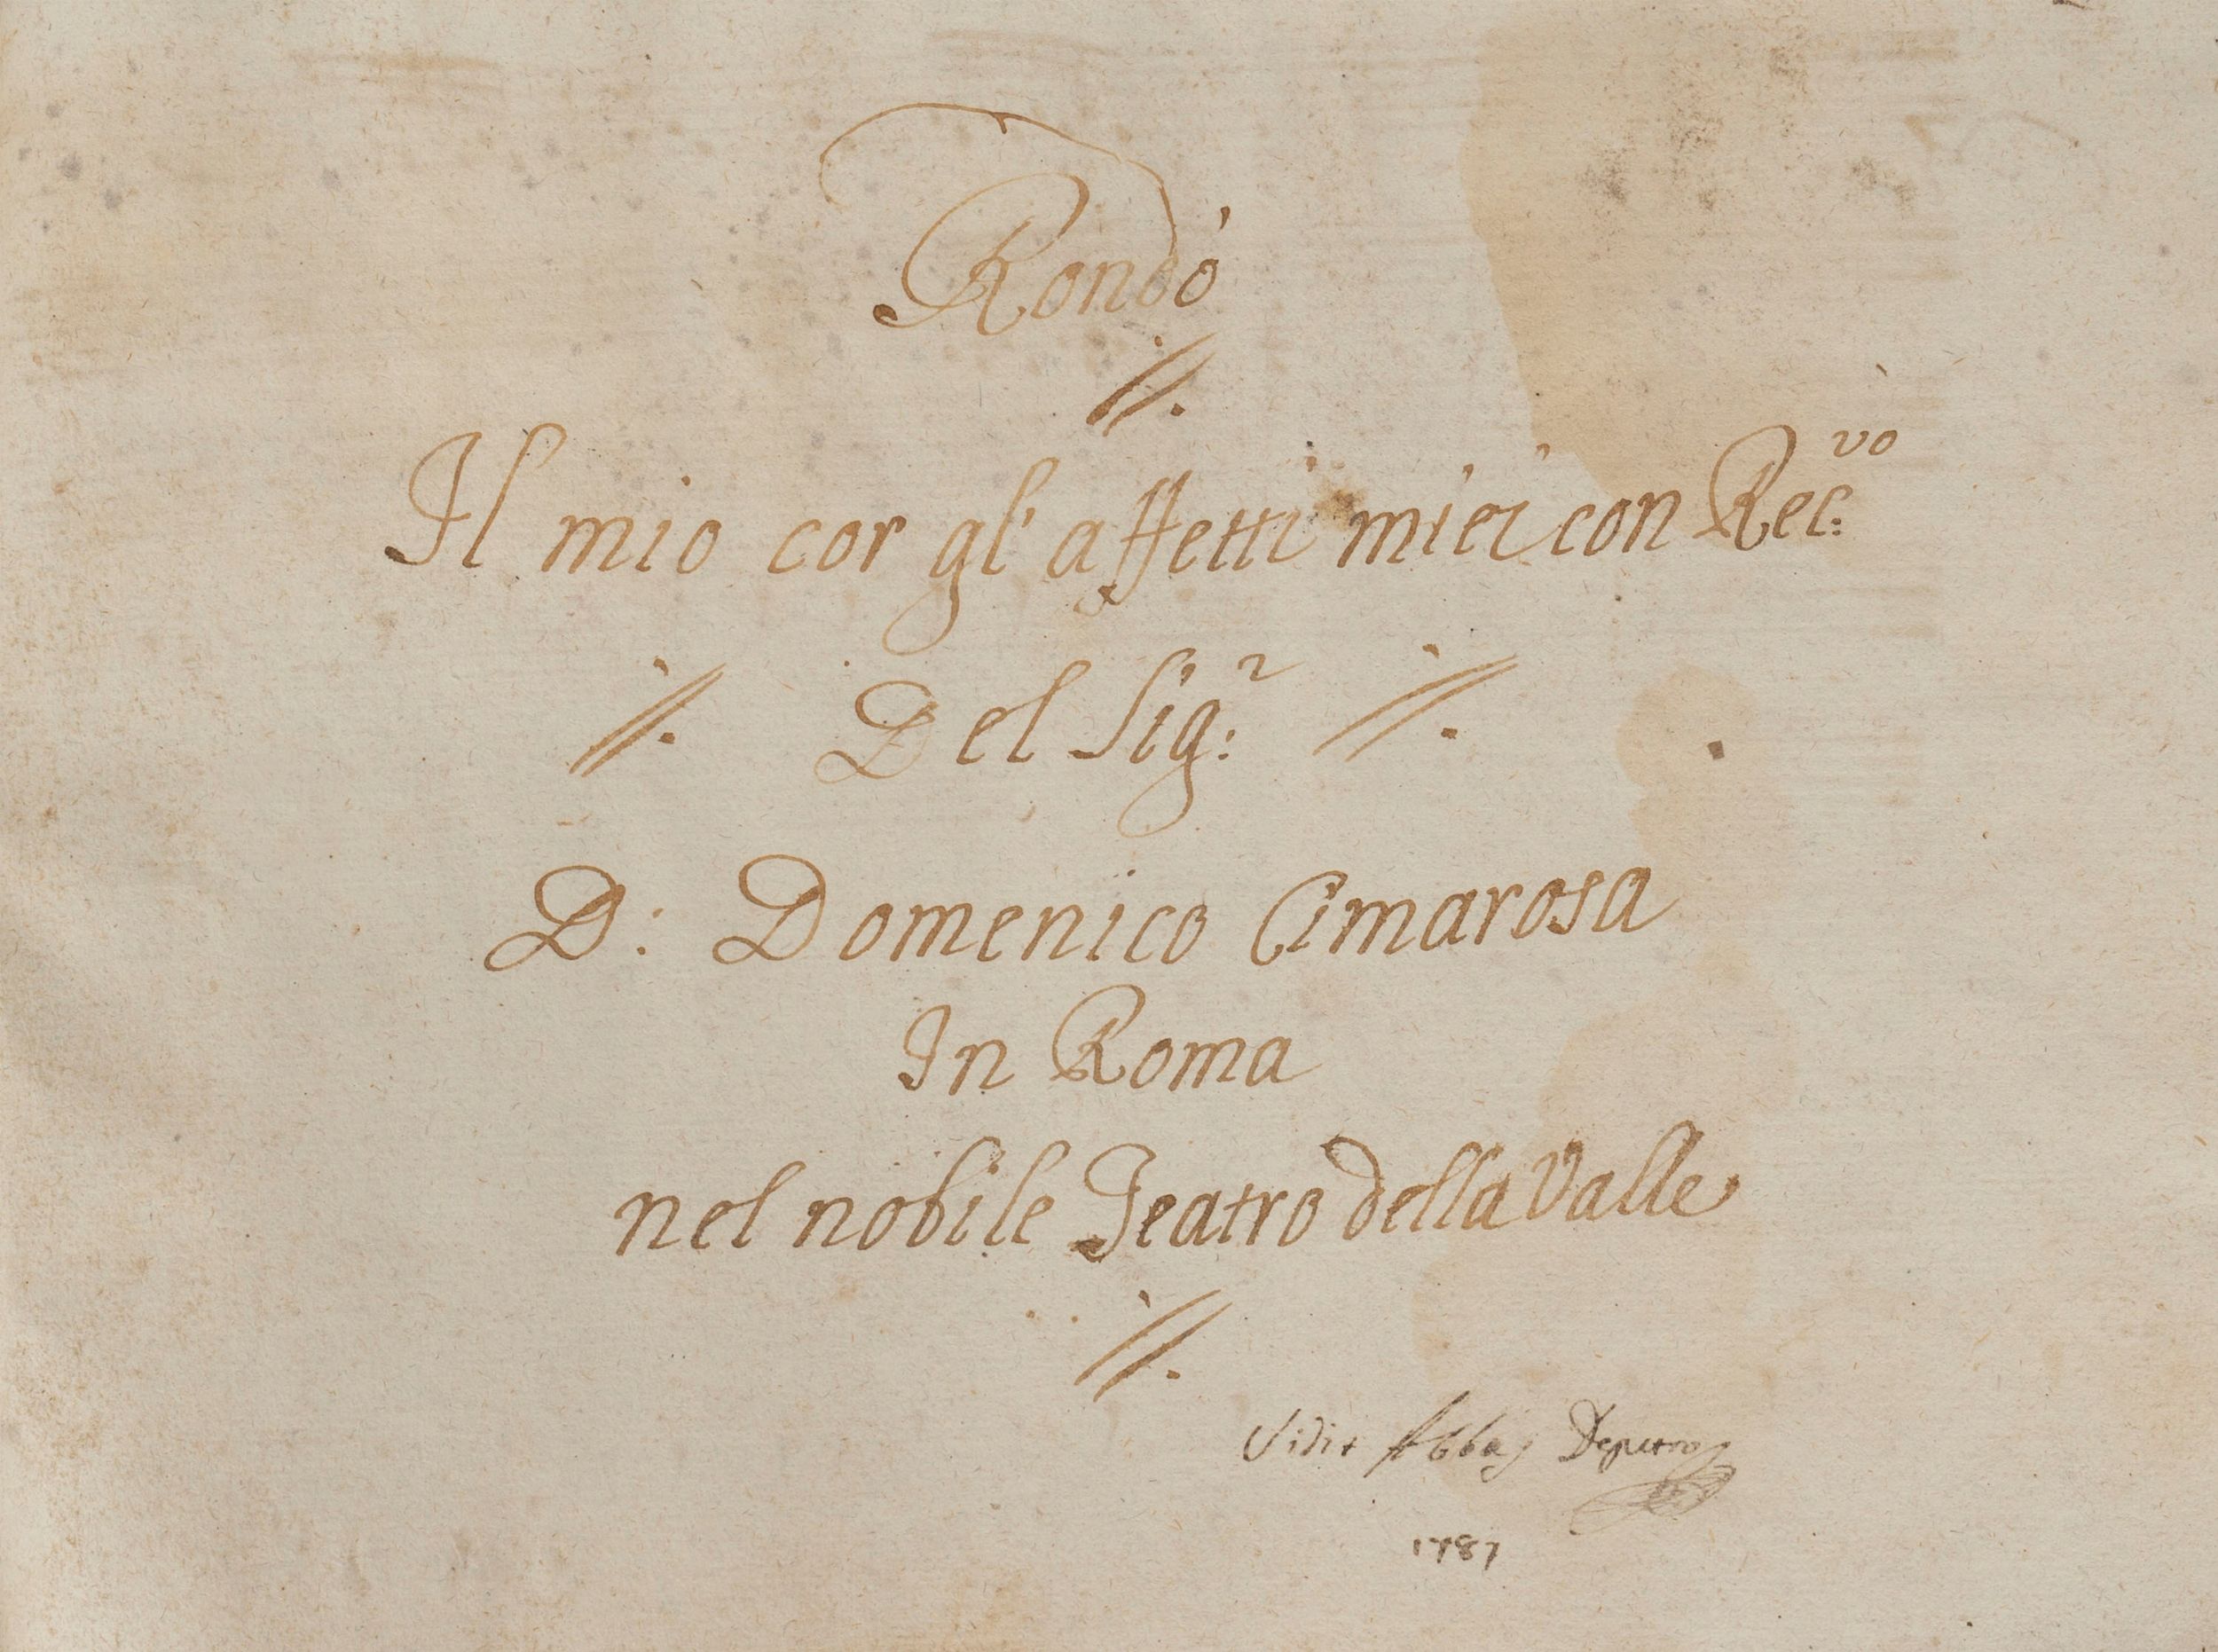 Rondò
Il mio cor gl' affetti miei con Rec:vo
Del Sig:r
D: Domenico Cimarosa
In Roma
nel nobile Teatro della Valle
Vidit Abbas
1787